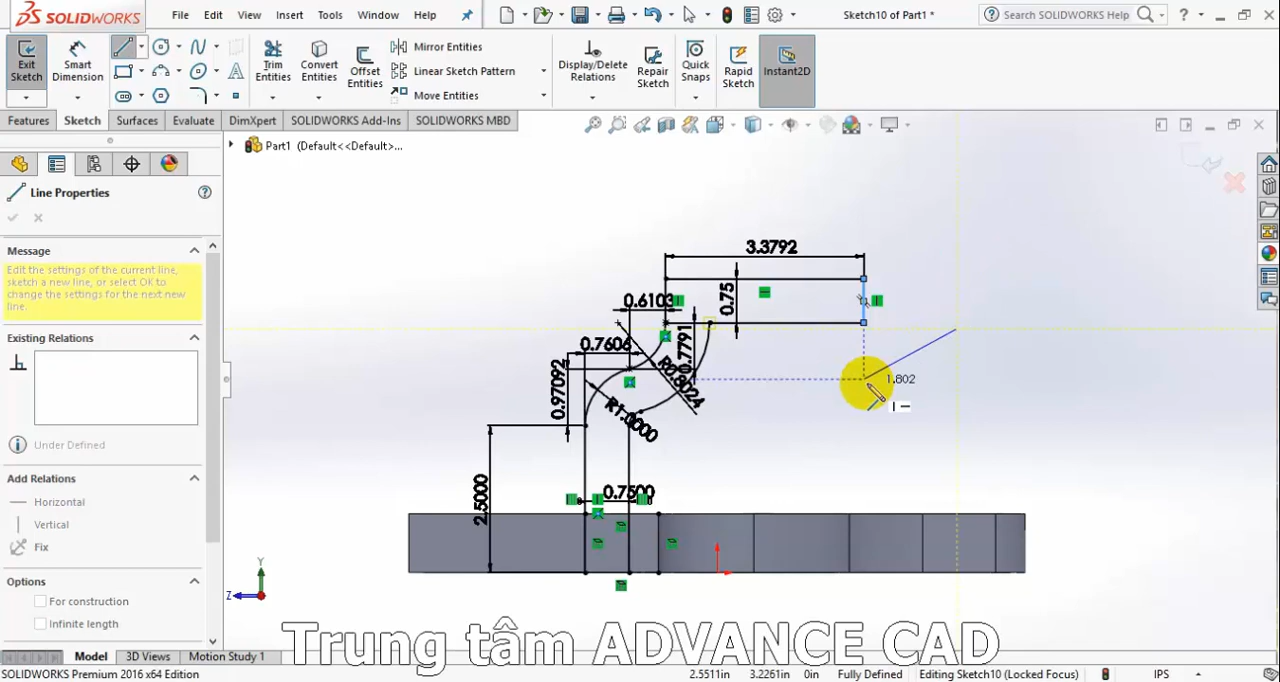 SOLIDWORKS
File Edit View Insert Tools Window Help
Sketch10 of Part1 *
Search SOLIDWORKS Help
Exit Sketch
Smart Dimension
Trim Entities
Convert Entities
Offset Entities
Mirror Entities
Linear Sketch Pattern
Move Entities
Display/Delete Relations
Repair Sketch
Quick Snaps
Rapid Sketch
Instant2D
Features Sketch Surfaces Evaluate DimXpert SOLIDWORKS Add-Ins SOLIDWORKS MBD
Part1 (Default<<Default>...
Line Properties
Message
Edit the settings of the current line, sketch a new line, or select OK to change the settings for the next new line.
Existing Relations
Under Defined
Add Relations
Horizontal
Vertical
Fix
Options
For construction
Infinite length
3.3792
0.6103
0.75
0.7606
0.7791
R0.8024
0.97092
R1.0000
1.802
2.5000
0.7500
Y
Z
Trung tâm ADVANCE CAD
Model 3D Views Motion Study 1
SOLIDWORKS Premium 2016 x64 Edition
2.5511in 3.2261in 0in Fully Defined Editing Sketch10 (Locked Focus) IPS